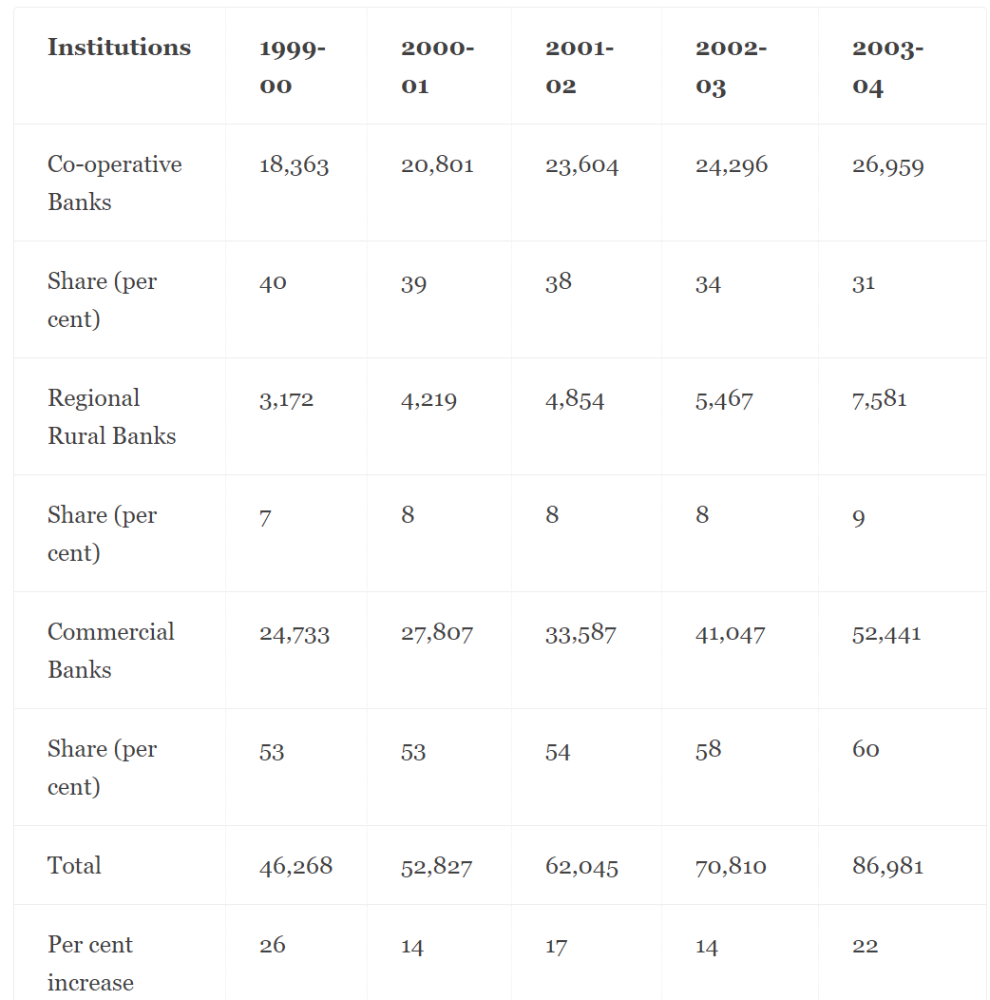 Institutions 1999- 2000- 2001- 2002- 2003-
00 01 02 03 04
Co-operative 18,363 20,801 23,604 24,296 26,959
Banks
Share (per 40 39 38 34 31
cent)
Regional 3,172 4,219 4,854 5,467 7,581
Rural Banks
Share (per 7 8 8 8 9
cent)
Commercial 24,733 27,807 33,587 41,047 52,441
Banks
Share (per 53 53 54 58 60
cent)
Total 46,268 52,827 62,045 70,810 86,981
Per cent 26 14 17 14 22
increase